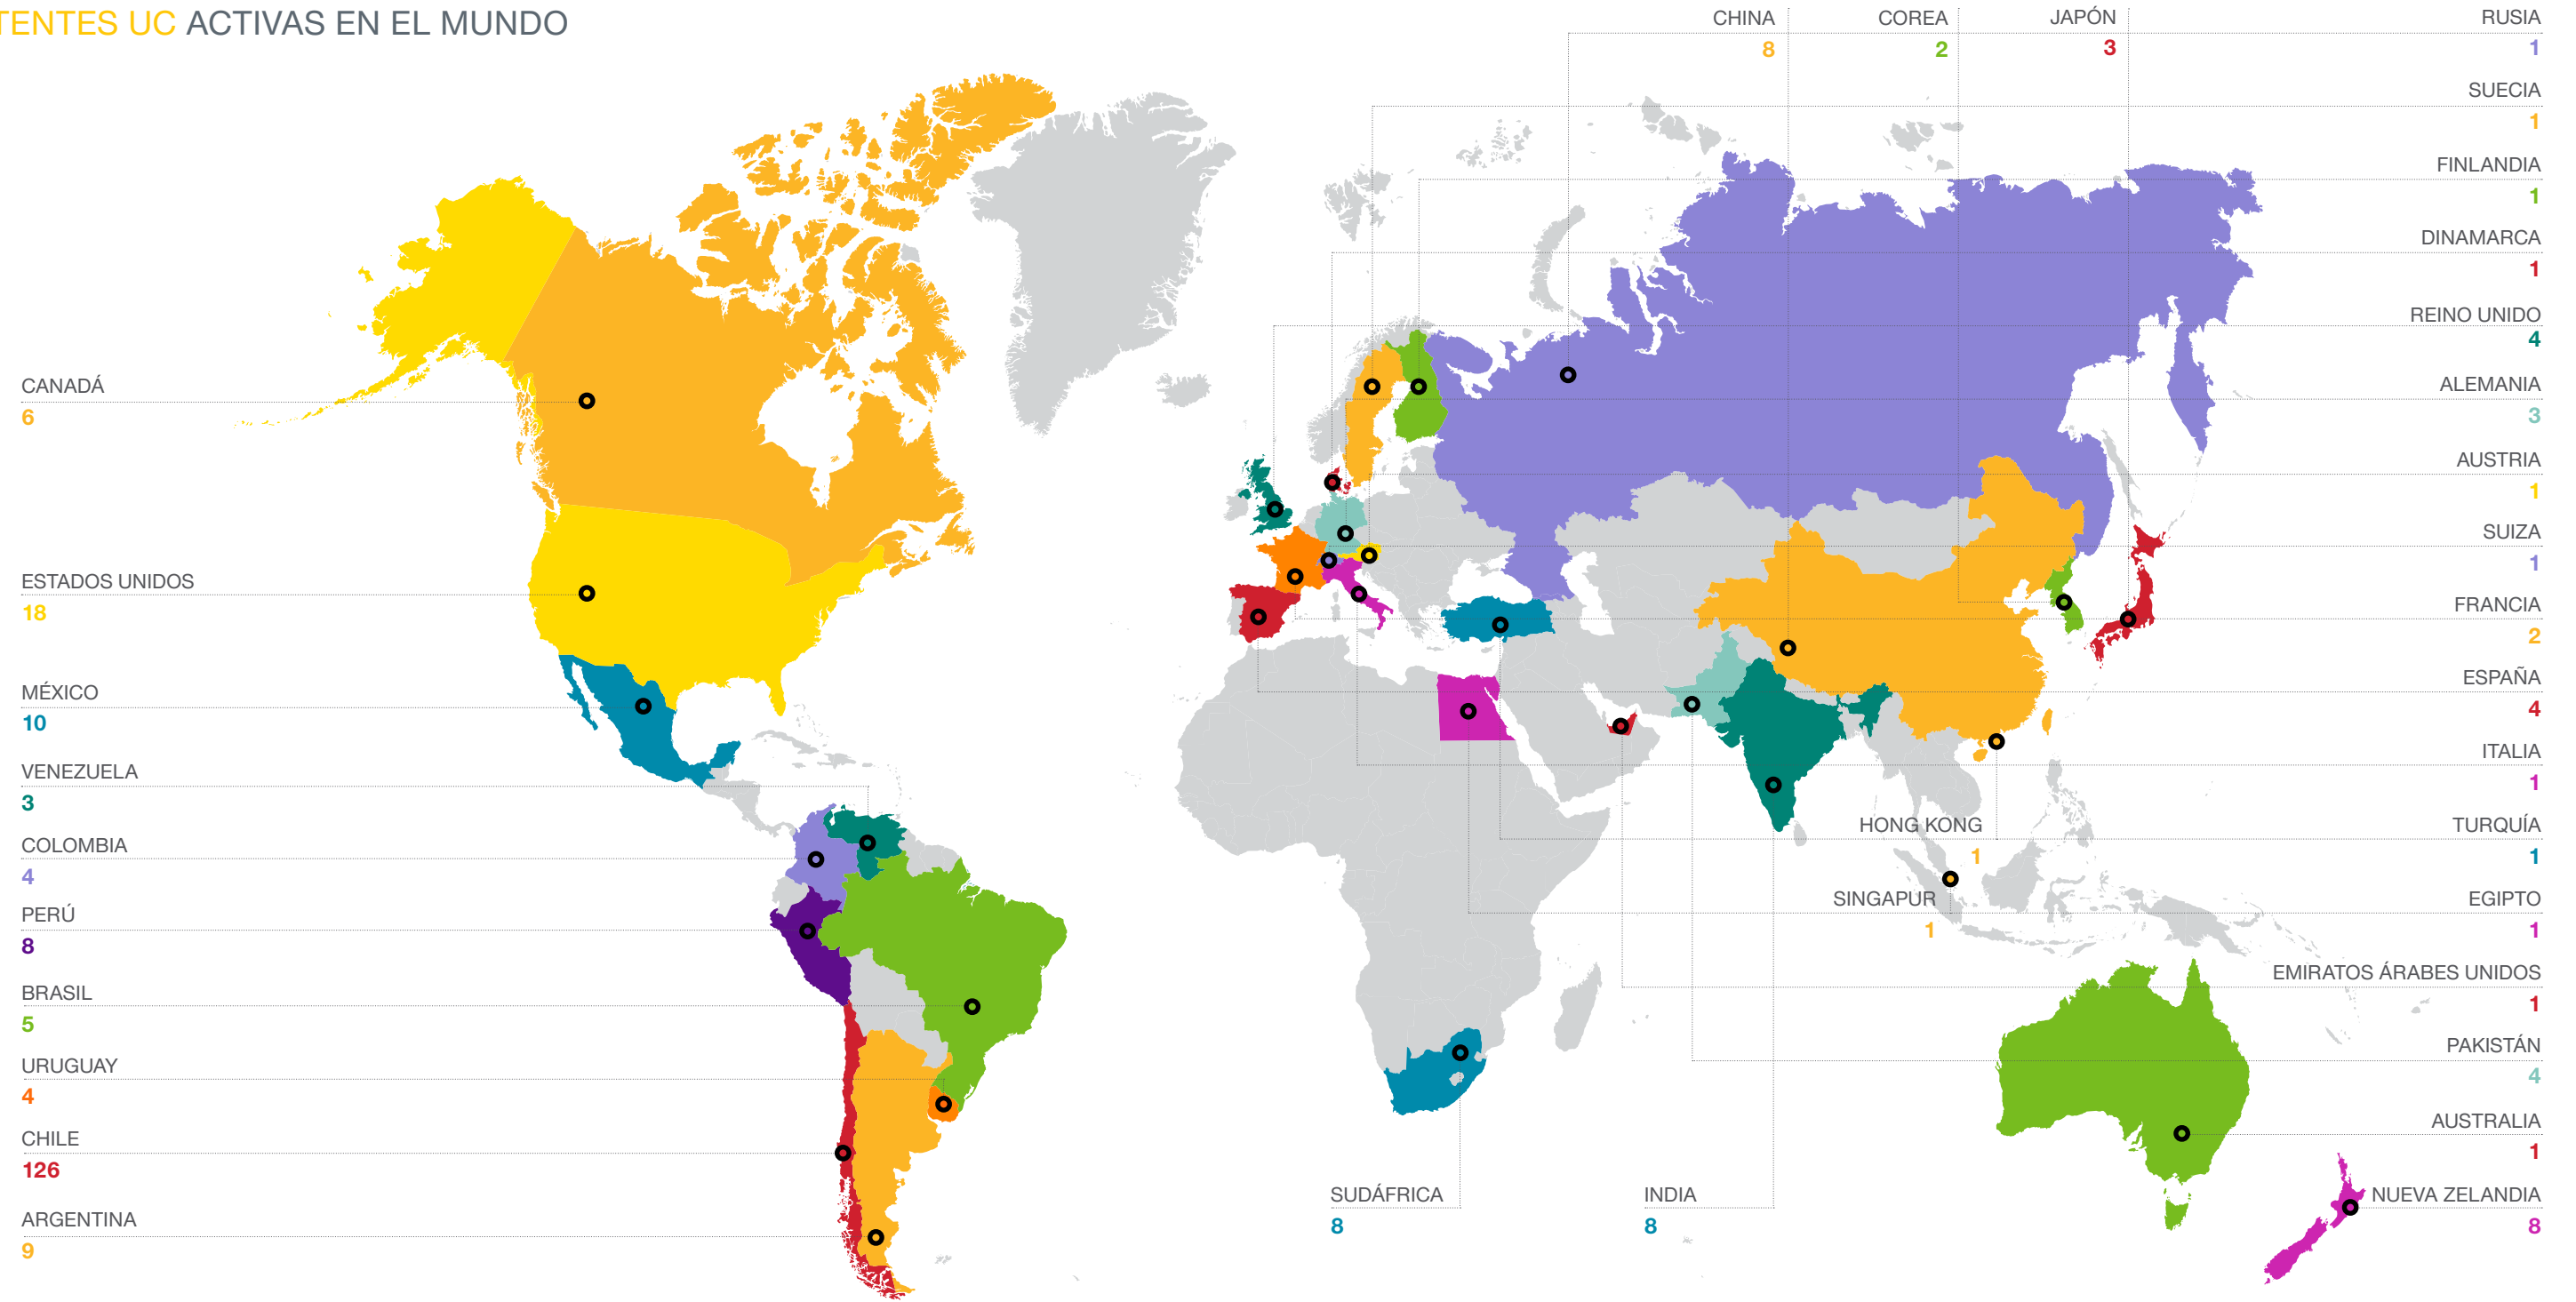 TENTES UC ACTIVAS EN EL MUNDO
CANADÁ
6
ESTADOS UNIDOS
18
MÉXICO
10
VENEZUELA
3
COLOMBIA
4
PERÚ
8
BRASIL
5
URUGUAY
4
CHILE
126
ARGENTINA
9
CHINA
8
COREA
2
JAPÓN
3
RUSIA
1
SUECIA
1
FINLANDIA
1
DINAMARCA
1
REINO UNIDO
4
ALEMANIA
3
AUSTRIA
1
SUIZA
1
FRANCIA
2
ESPAÑA
4
ITALIA
1
HONG KONG
1
TURQUÍA
1
SINGAPUR
1
EGIPTO
1
EMIRATOS ÁRABES UNIDOS
1
PAKISTÁN
4
AUSTRALIA
1
SUDÁFRICA
8
INDIA
8
NUEVA ZELANDIA
8